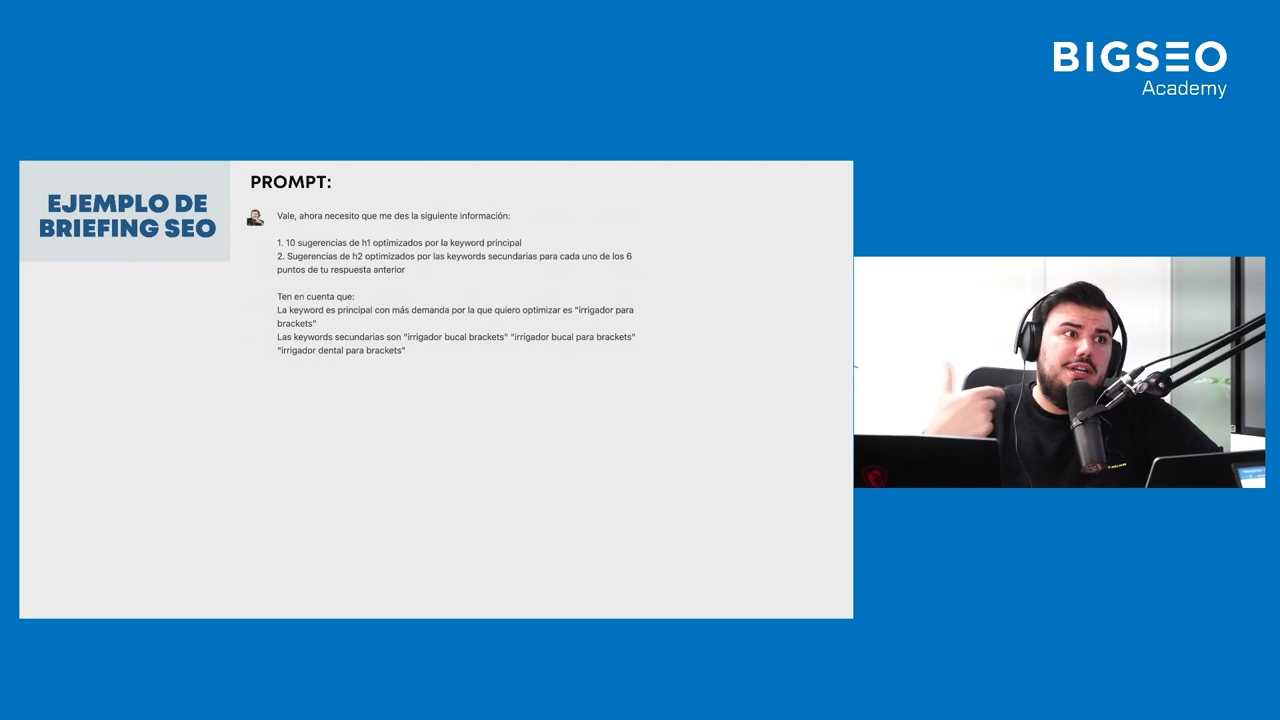 BIGSEO
Academy
EJEMPLO DE
BRIEFING SEO
PROMPT:
Vale, ahora necesito que me des la siguiente información:
1. 10 sugerencias de h1 optimizados por la keyword principal
2. Sugerencias de h2 optimizados por las keywords secundarias para cada uno de los 6
puntos de tu respuesta anterior
Ten en cuenta que:
La keyword es principal con más demanda por la que quiero optimizar es "irrigador para
brackets"
Las keywords secundarias son "irrigador bucal brackets" "irrigador bucal para brackets"
"irrigador dental para brackets"